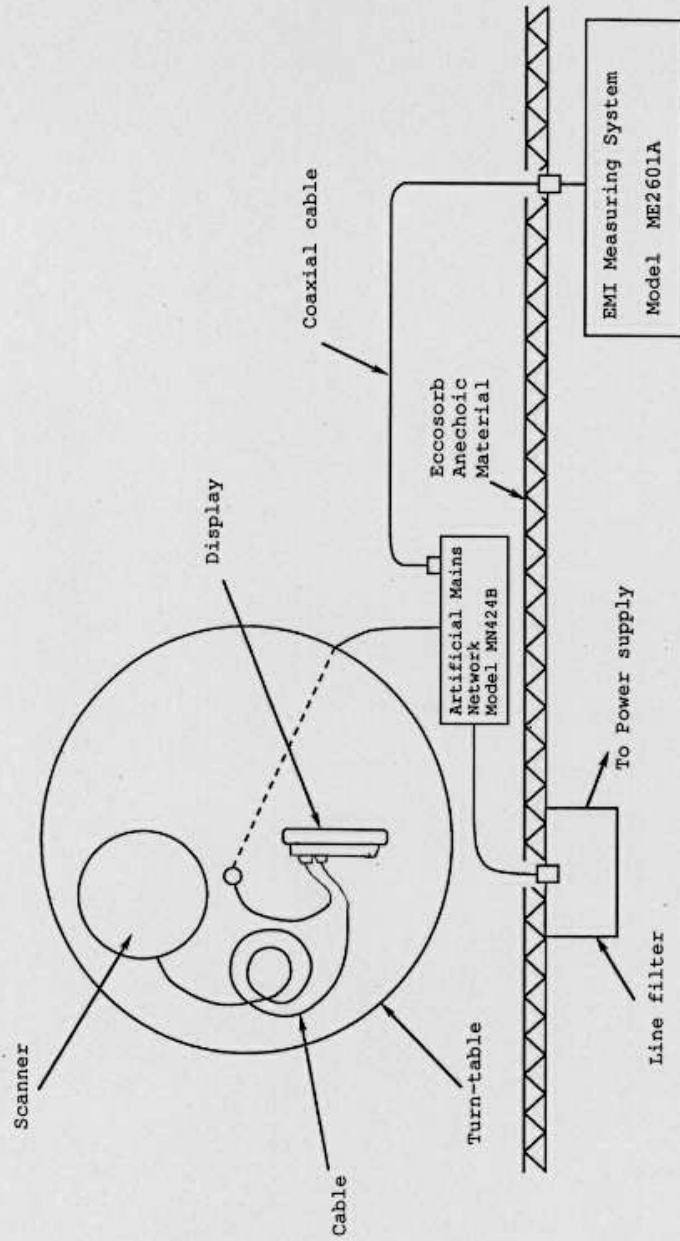 Scanner
Cable
Turn-table
Display
Coaxial cable
Eccosorb
Anechoic
Material
Artificial Mains
Network
Model MN424B
Line filter
To Power supply
EMI Measuring System
Model ME2601A